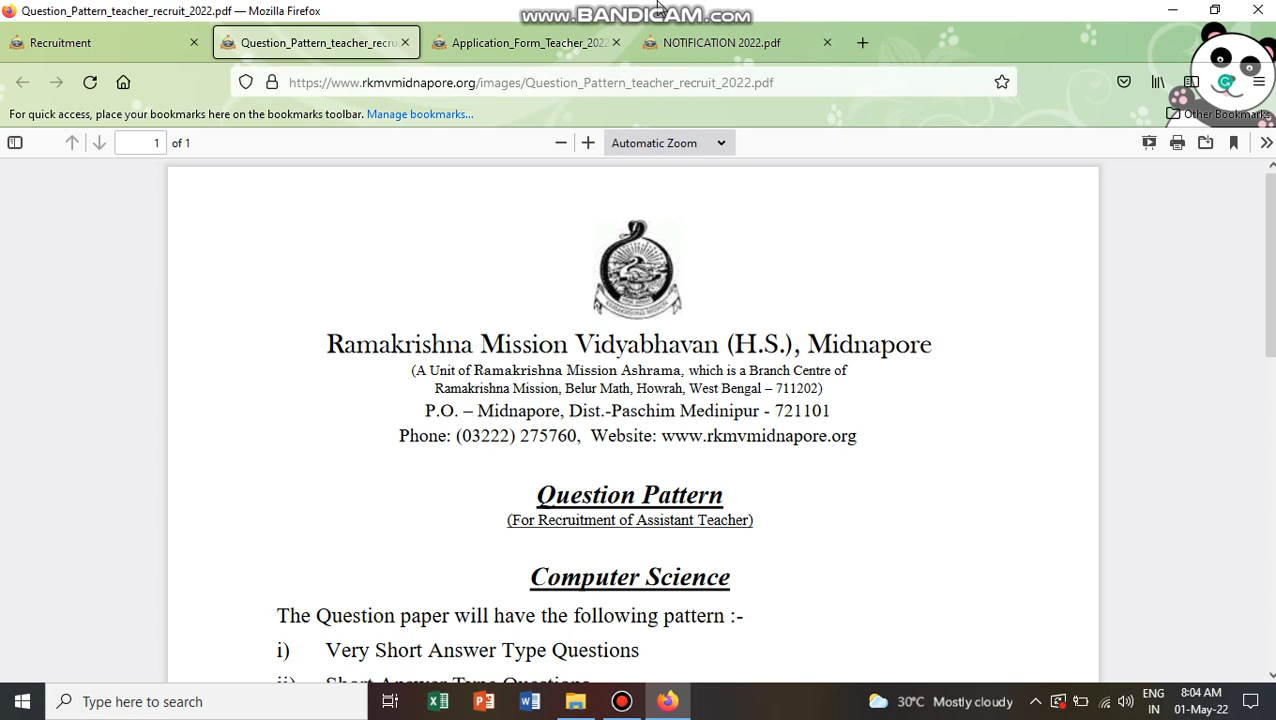 Question_Pattern_teacher_recruit_2022.pdf — Mozilla Firefox
www.BANDICAM.com
Recruitment
Question_Pattern_teacher_recru
Application_Form_Teacher_2022
NOTIFICATION 2022.pdf
https://www.rkmvmidnapore.org/images/Question_Pattern_teacher_recruit_2022.pdf
For quick access, place your bookmarks here on the bookmarks toolbar. Manage bookmarks...
Other Bookmarks
1 of 1
Automatic Zoom
Ramakrishna Mission Vidyabhavan (H.S.), Midnapore
(A Unit of Ramakrishna Mission Ashrama, which is a Branch Centre of
Ramakrishna Mission, Belur Math, Howrah, West Bengal – 711202)
P.O. – Midnapore, Dist.-Paschim Medinipur - 721101
Phone: (03222) 275760, Website: www.rkmvmidnapore.org
Question Pattern
(For Recruitment of Assistant Teacher)
Computer Science
The Question paper will have the following pattern :-
i) Very Short Answer Type Questions
ii) Short Answer Type Questions
Type here to search
30°C Mostly cloudy
ENG
IN
8:04 AM
01-May-22